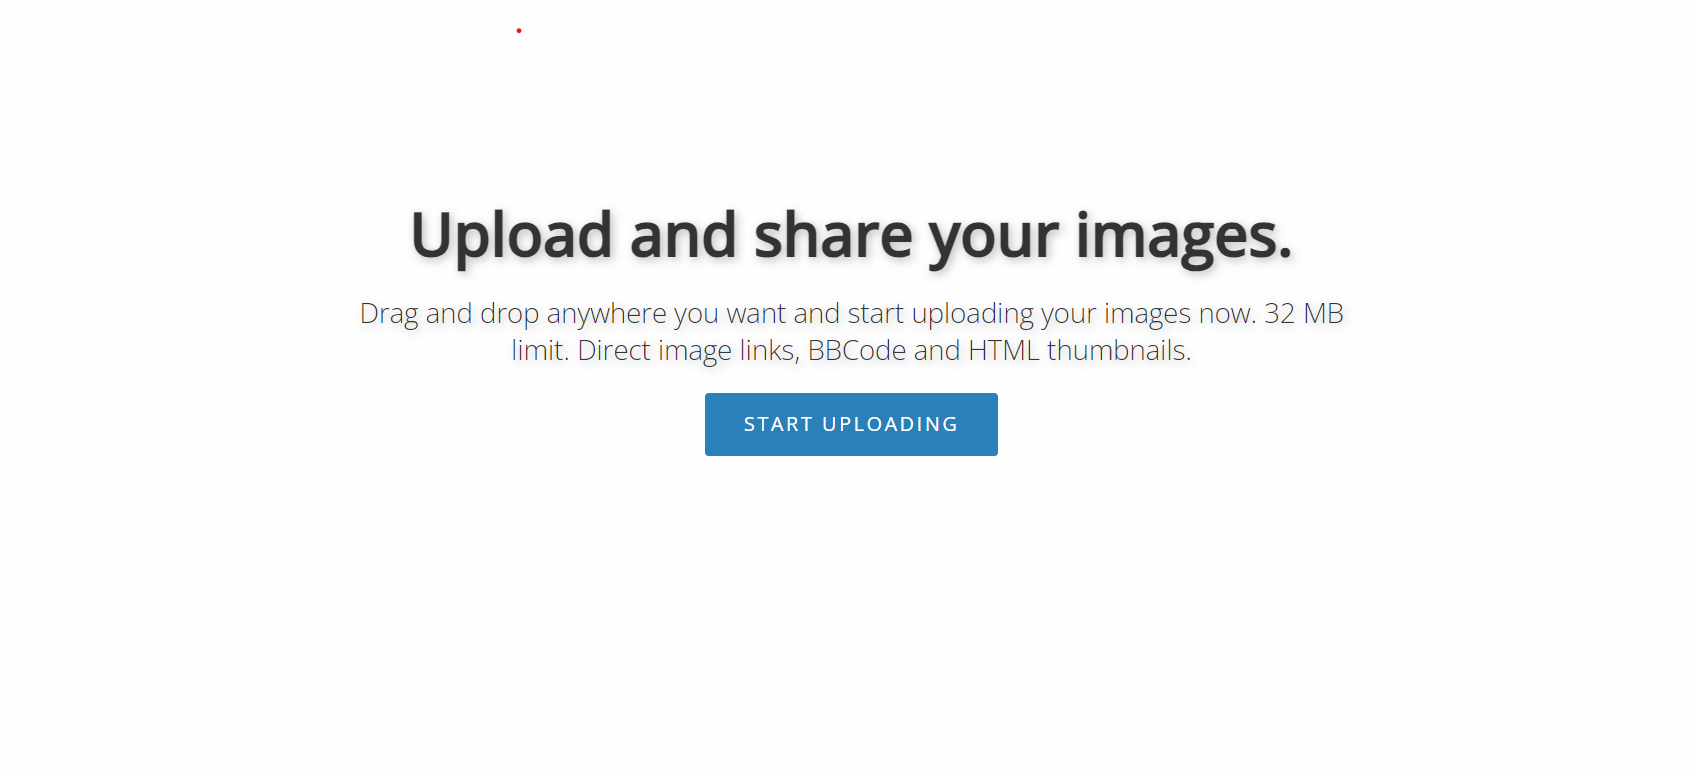 Upload and share your images.
Drag and drop anywhere you want and start uploading your images now. 32 MB
limit. Direct image links, BBCode and HTML thumbnails.
START UPLOADING